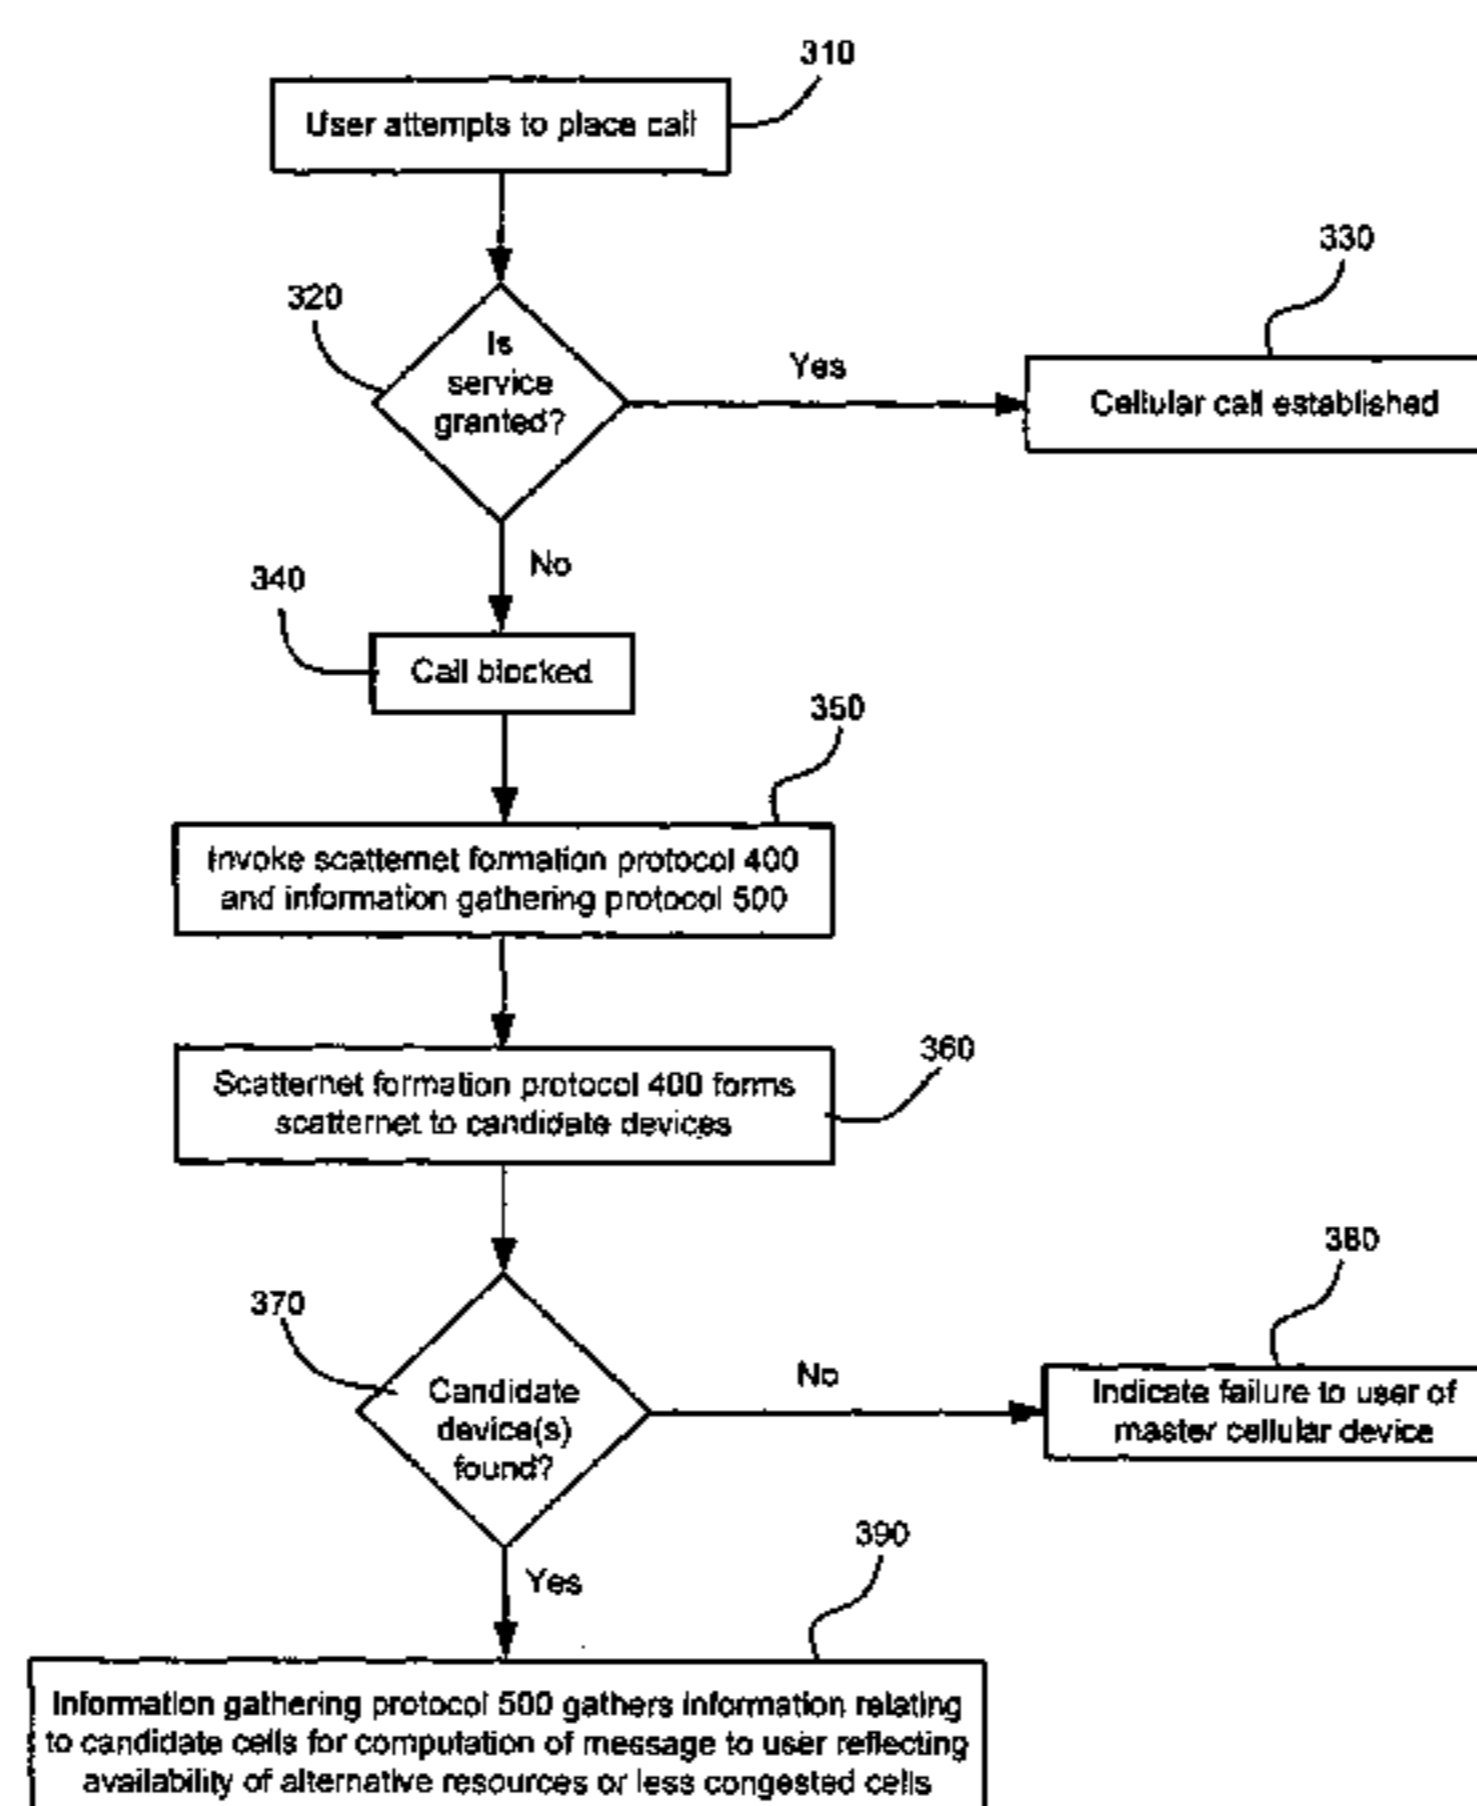 310
User attempts to place call
330
320
Is
service
granted?
Yes
Cellular call established
No
340
Call blocked
350
Invoke scatternet formation protocol 400
and information gathering protocol 500
360
Scatternet formation protocol 400 forms
scatternet to candidate devices
380
370
Candidate
device(s)
found?
No
Indicate failure to user of
master cellular device
390
Yes
Information gathering protocol 500 gathers information relating
to candidate cells for computation of message to user reflecting
availability of alternative resources or less congested cells